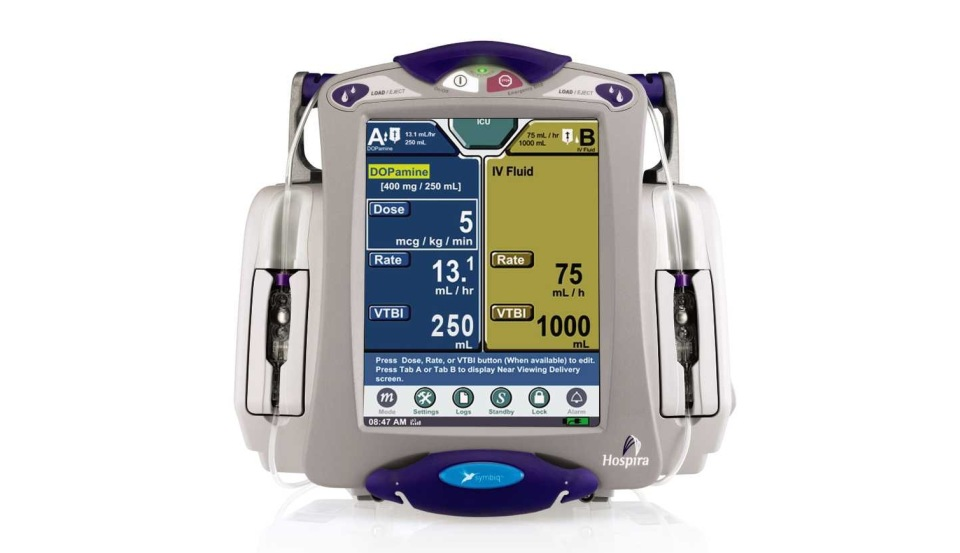 LOAD / EJECT
STOP
Emergency Stop
LOAD / EJECT
ICU
A
13.1 mL/hr
250 mL
DOPamine
75 mL / hr
1000 mL
B
IV Fluid
DOPamine
[400 mg / 250 mL]
Dose
5
mcg / kg / min
Rate
13.1
mL / hr
VTBI
250
mL
IV Fluid
Rate
75
mL / h
VTBI
1000
mL
Press Dose, Rate, or VTBI button (When available) to edit.
Press Tab A or Tab B to display Near Viewing Delivery
screen.
m
S
Mode
Settings
Logs
Standby
Lock
Alarm
08:47 AM
Hospira
symbiq